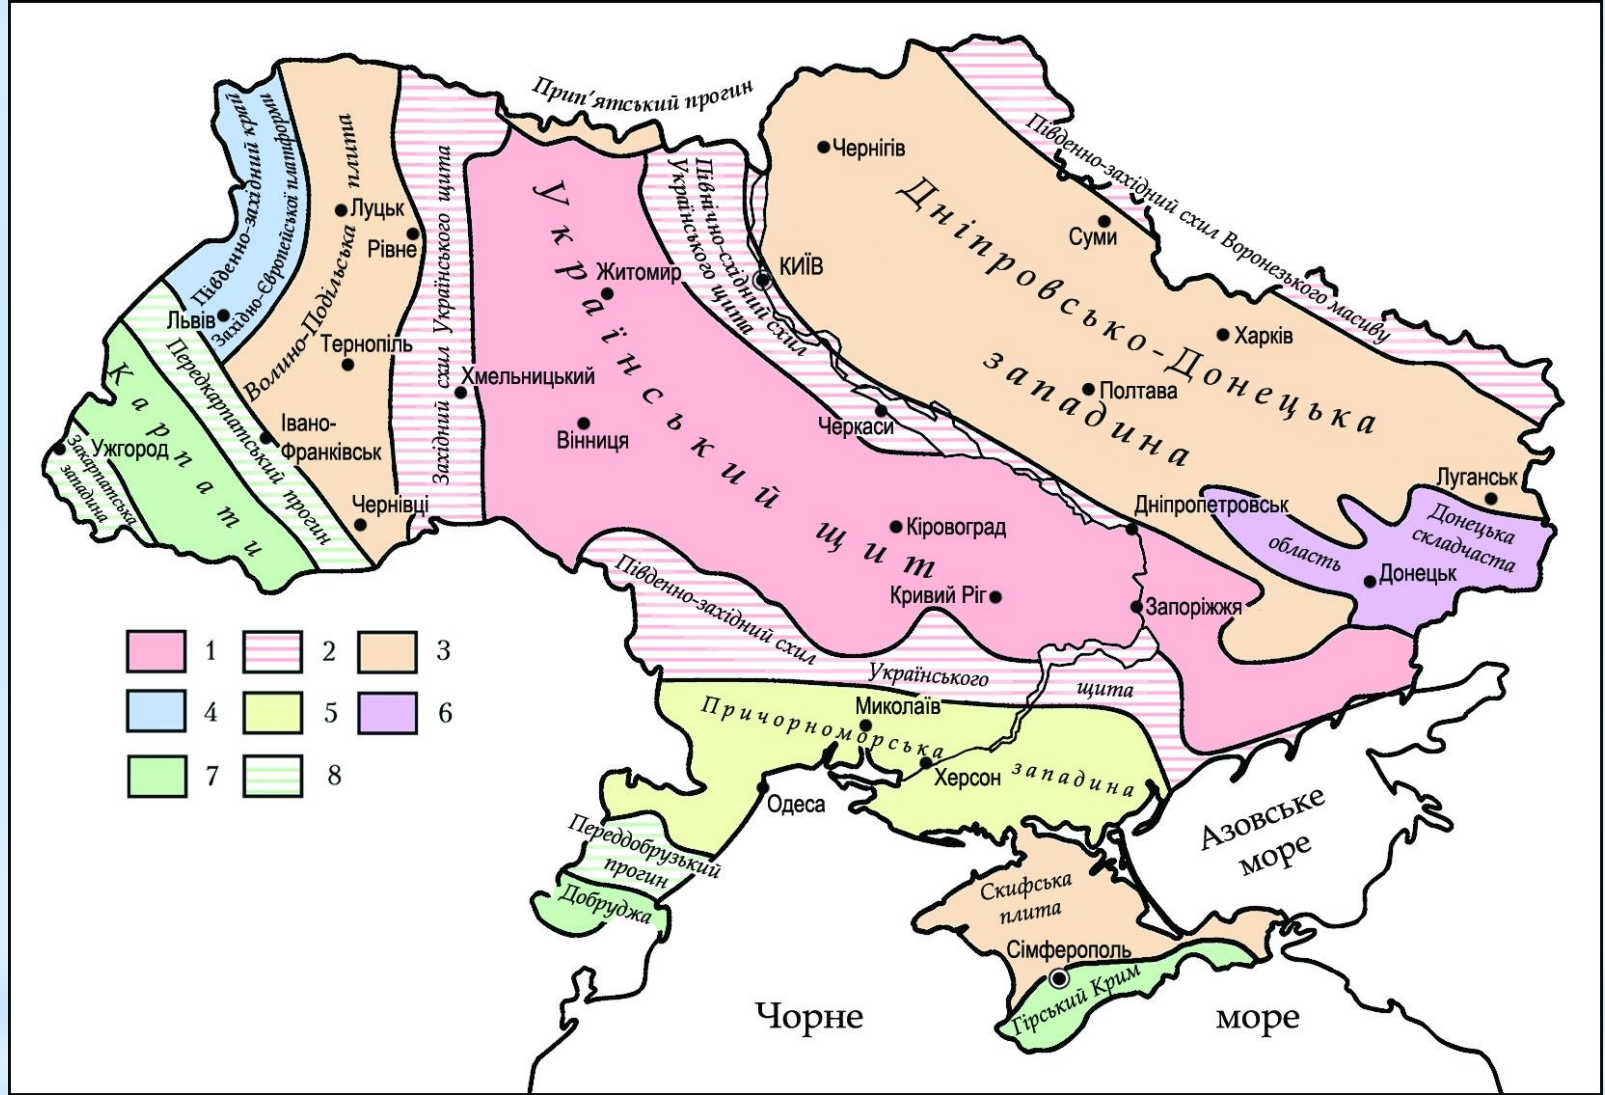 Прип’ятський прогин
Південно-західний край
Західно-Європейської платформи
Волино-Подільська плита
Західний схил Українського щита
Український щит
Північно-східний схил
Українського щита
Дніпровсько-Донецька
западина
Південно-західний схил Воронезького масиву
Чернігів
Суми
Луцьк
Рівне
Житомир
КИЇВ
Львів
Тернопіль
Хмельницький
Вінниця
Черкаси
Харків
Полтава
Луганськ
Передкарпатський прогин
Карпати
Закарпатська
западина
Ужгород
Івано-
Франківськ
Чернівці
Кіровоград
Дніпропетровськ
Донецька
складчаста
область
Донецьк
Кривий Ріг
Запоріжжя
Південно-західний схил
Українського
щита
Причорноморська
западина
Миколаїв
Херсон
Одеса
Переддобрузький
прогин
Добруджа
Скифська
плита
Сімферополь
Гірський Крим
Азовське
море
Чорне
море
1 2 3
4 5 6
7 8